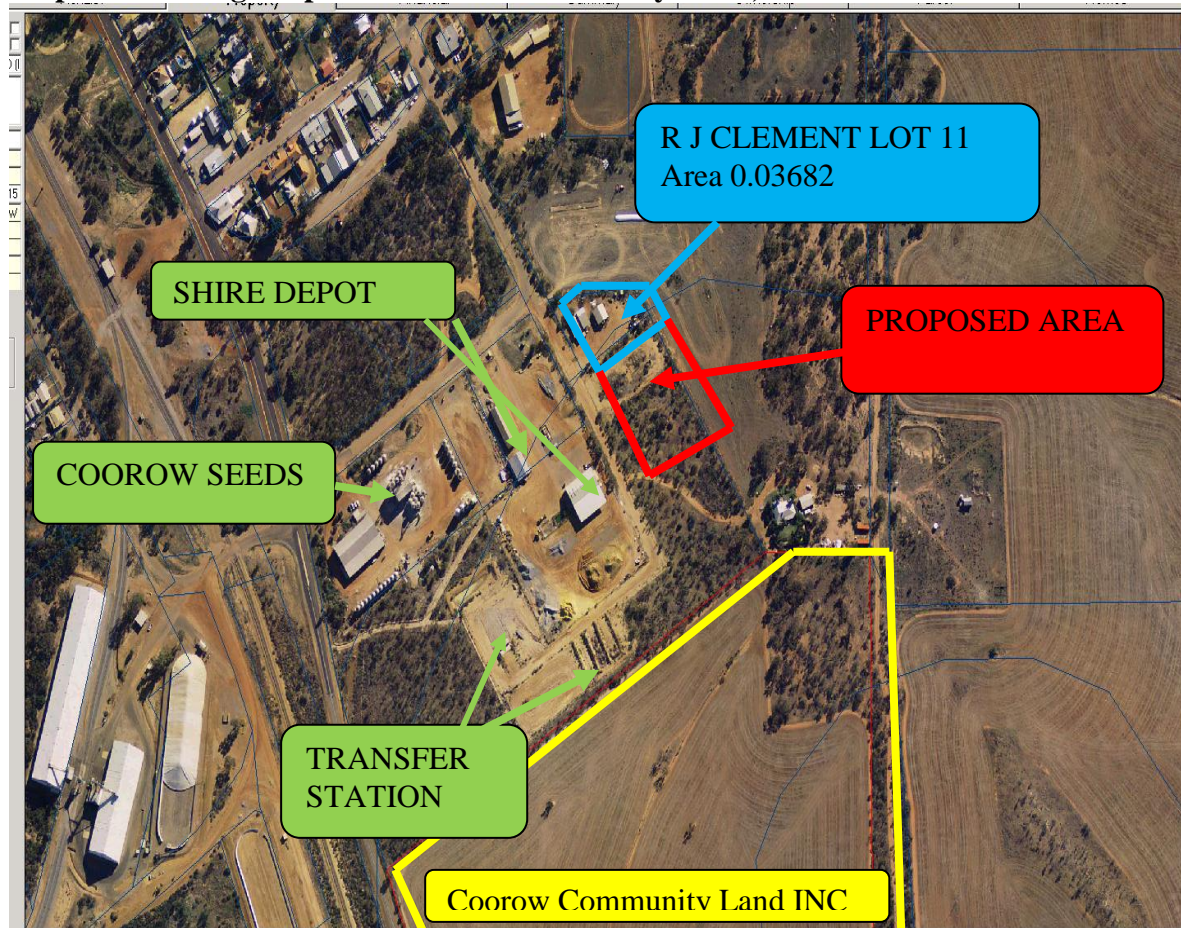 R J CLEMENT LOT 11
Area 0.03682
SHIRE DEPOT
PROPOSED AREA
COOROW SEEDS
TRANSFER
STATION
Coorow Community Land INC